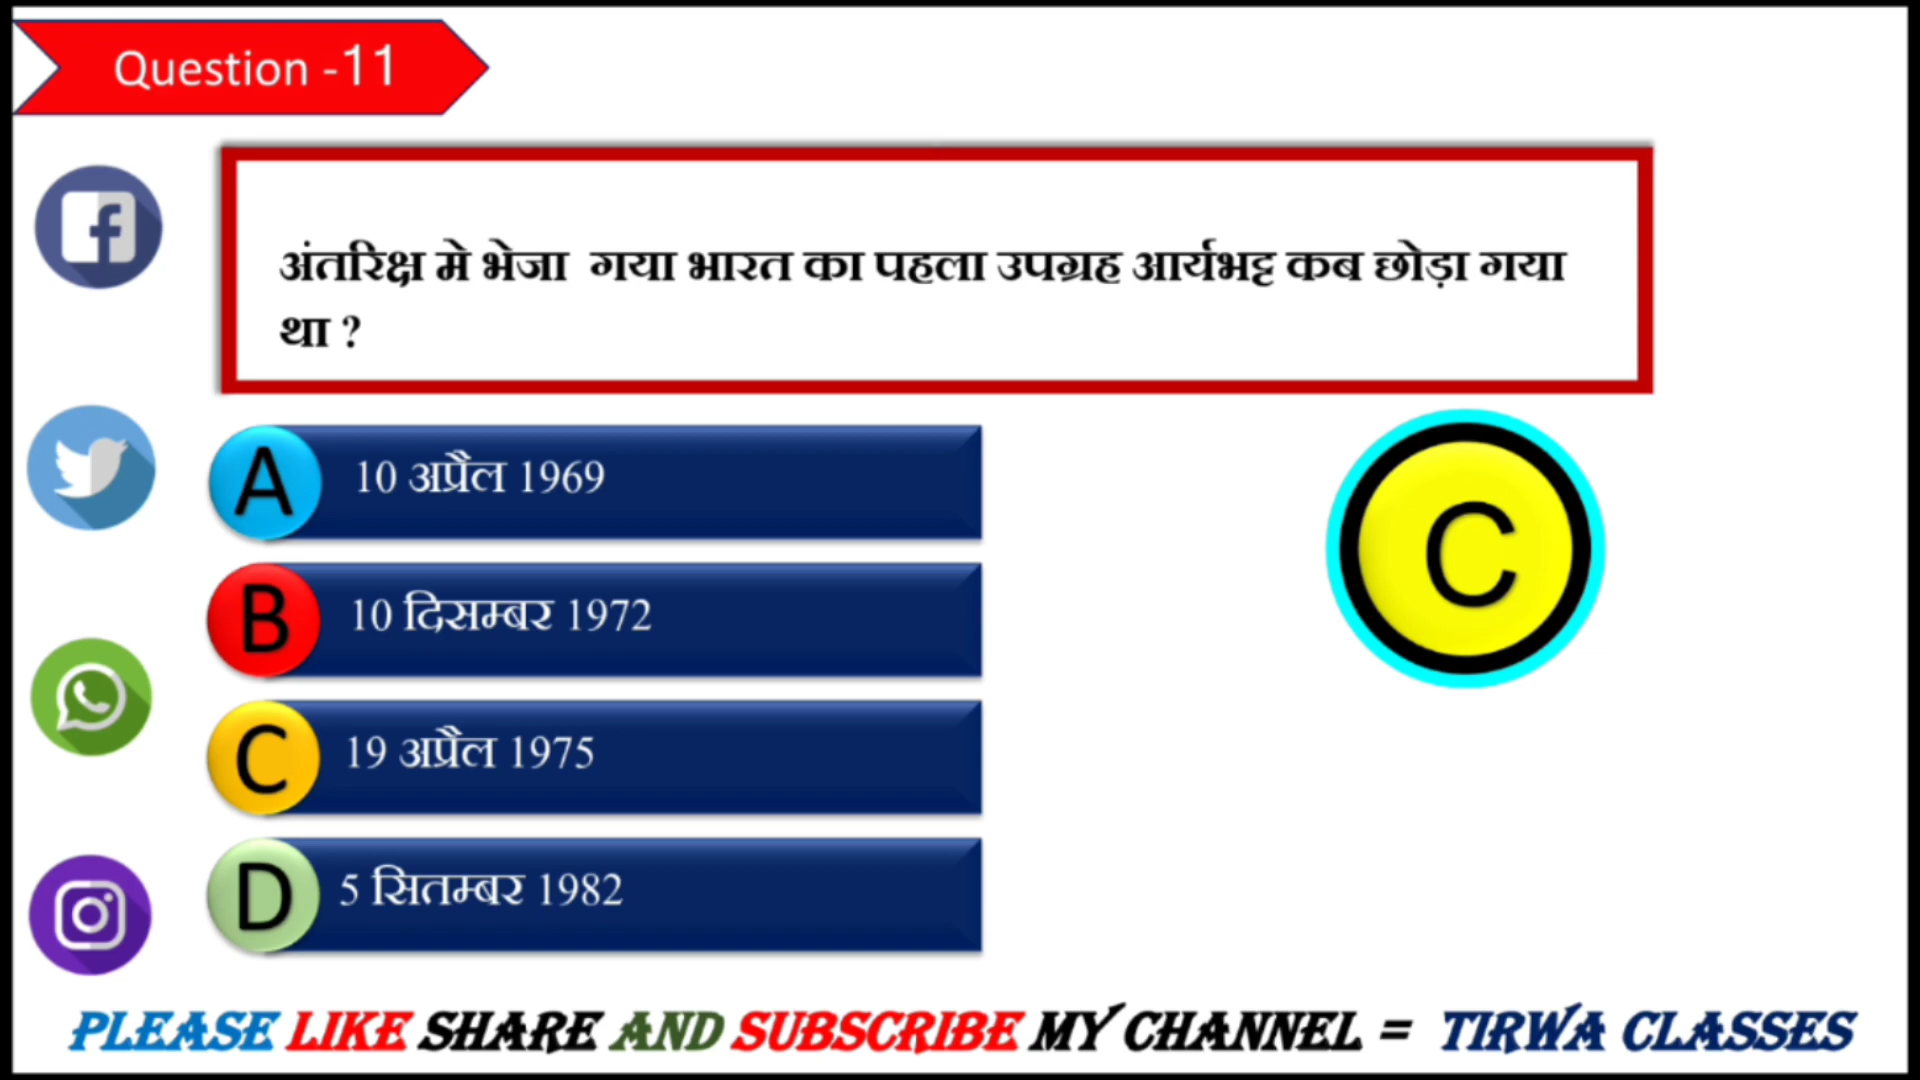 Question -11
अंतरिक्ष मे भेजा गया भारत का पहला उपग्रह आर्यभट्ट कब छोड़ा गया
था ?
A 10 अप्रैल 1969
C
B 10 दिसम्बर 1972
C 19 अप्रैल 1975
D 5 सितम्बर 1982
PLEASE LIKE SHARE AND SUBSCRIBE MY CHANNEL = TIRWA CLASSES